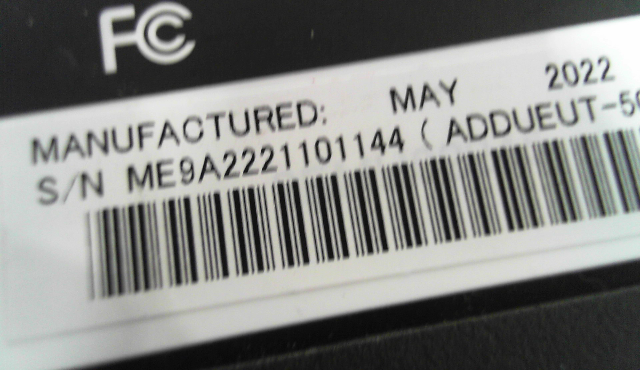 FC
MANUFACTURED: MAY 2022
S/N ME9A2221101144 ( ADDUEUT-5